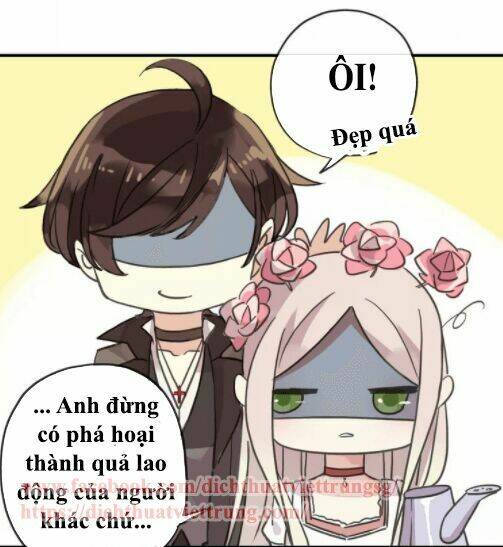 ÔI!
Đẹp quá
... Anh đừng
có phá hoại
thành quả lao
động của người
khác chứ...
www.facebook.com/dichthuatviettrungsg/
https://dichthuatviettrung.com/